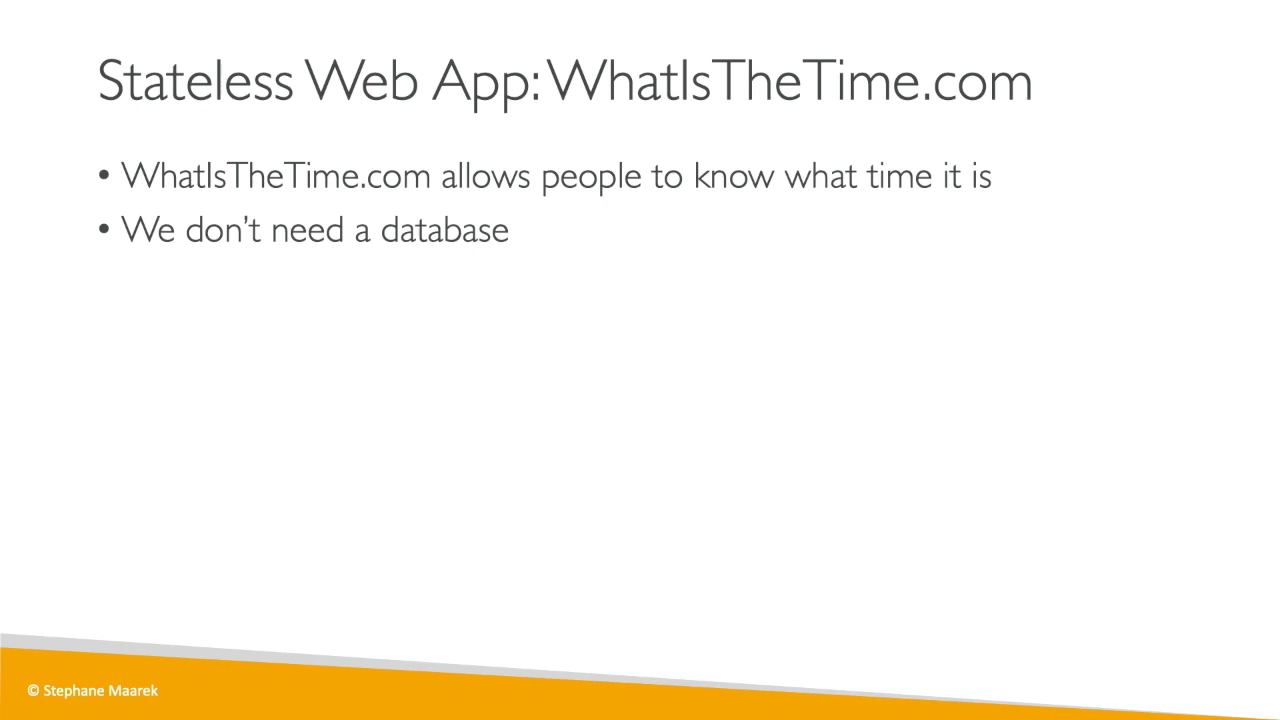 Stateless Web App: WhatIsTheTime.com
• WhatIsTheTime.com allows people to know what time it is
• We don’t need a database
© Stephane Maarek